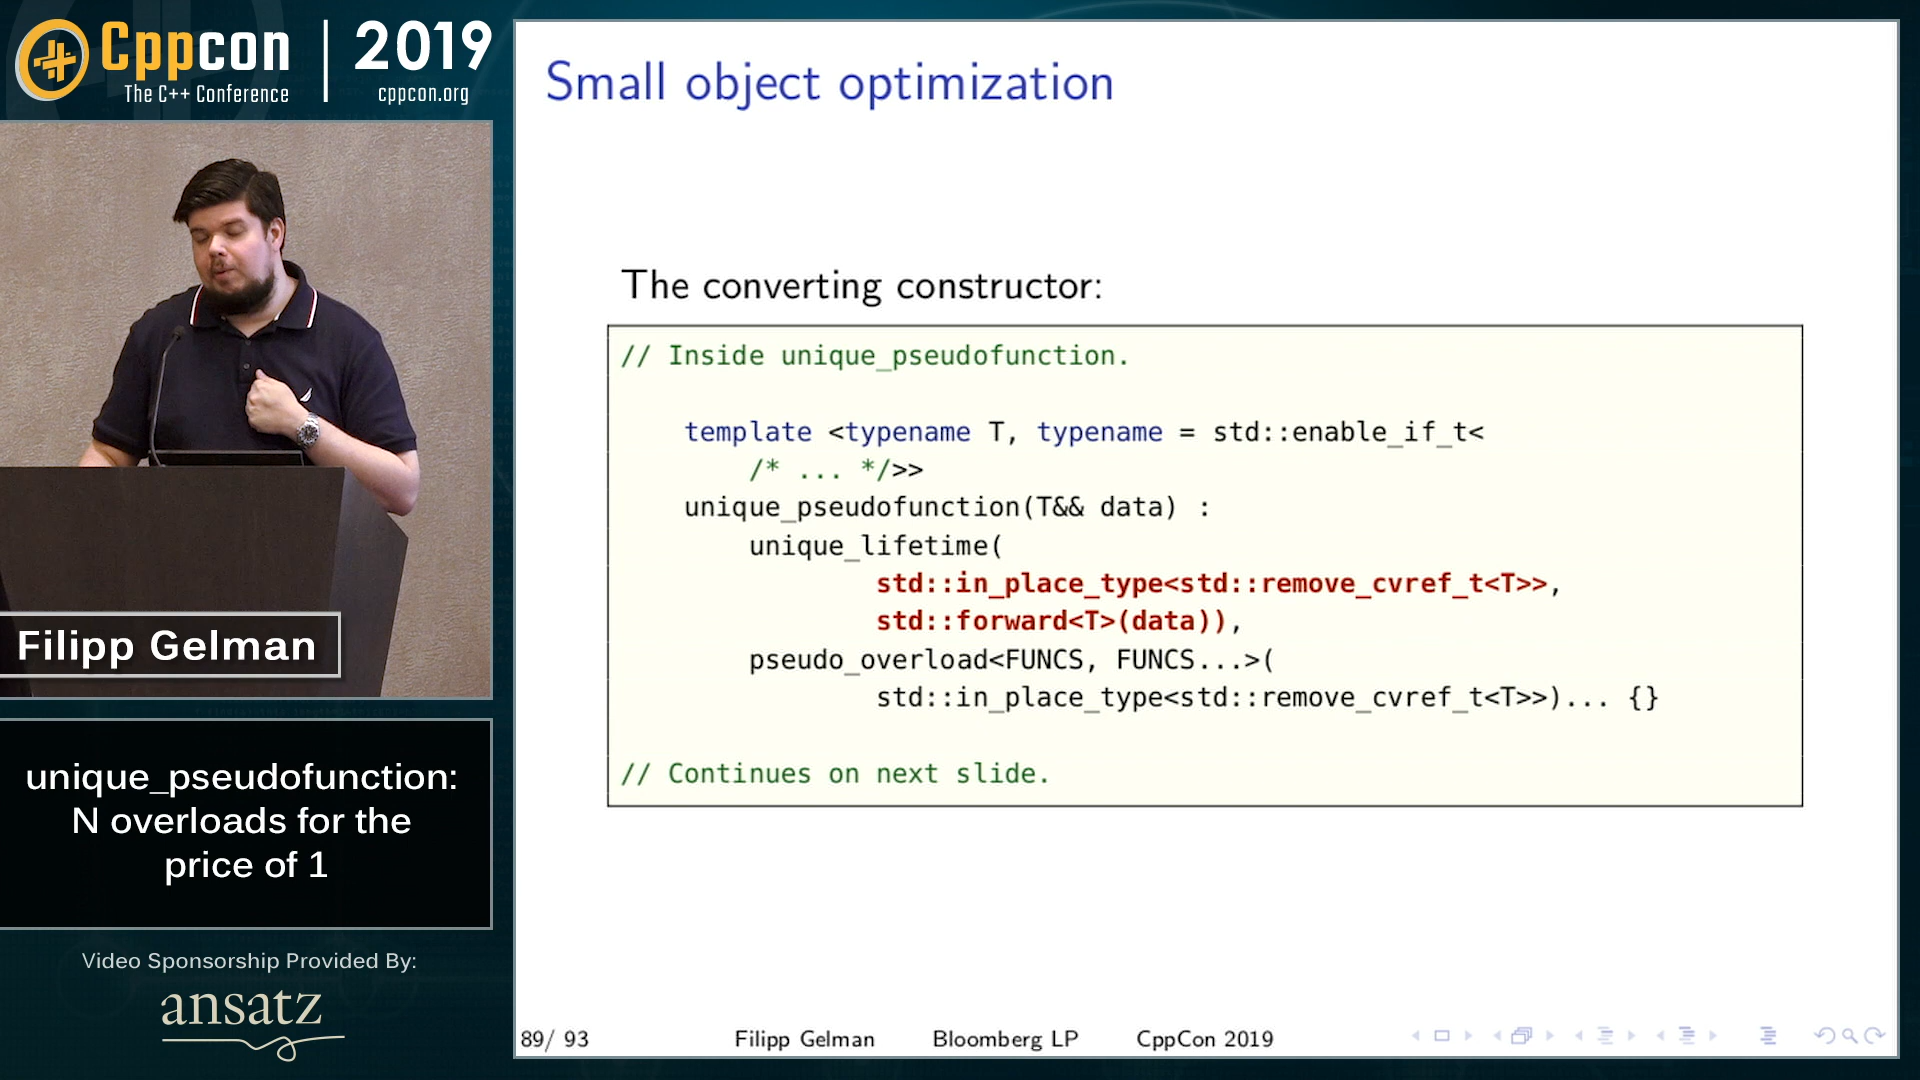 Cppcon
The C++ Conference
2019
cppcon.org
Filipp Gelman
unique_pseudofunction:
N overloads for the
price of 1
Video Sponsorship Provided By:
ansatz
Small object optimization
The converting constructor:
// Inside unique_pseudofunction.
template <typename T, typename = std::enable_if_t<
/* ... */>>
unique_pseudofunction(T&& data) :
unique_lifetime(
std::in_place_type<std::remove_cvref_t<T>>,
std::forward<T>(data)),
pseudo_overload<FUNCS, FUNCS...>(
std::in_place_type<std::remove_cvref_t<T>>)... {}
// Continues on next slide.
89/ 93 Filipp Gelman Bloomberg LP CppCon 2019